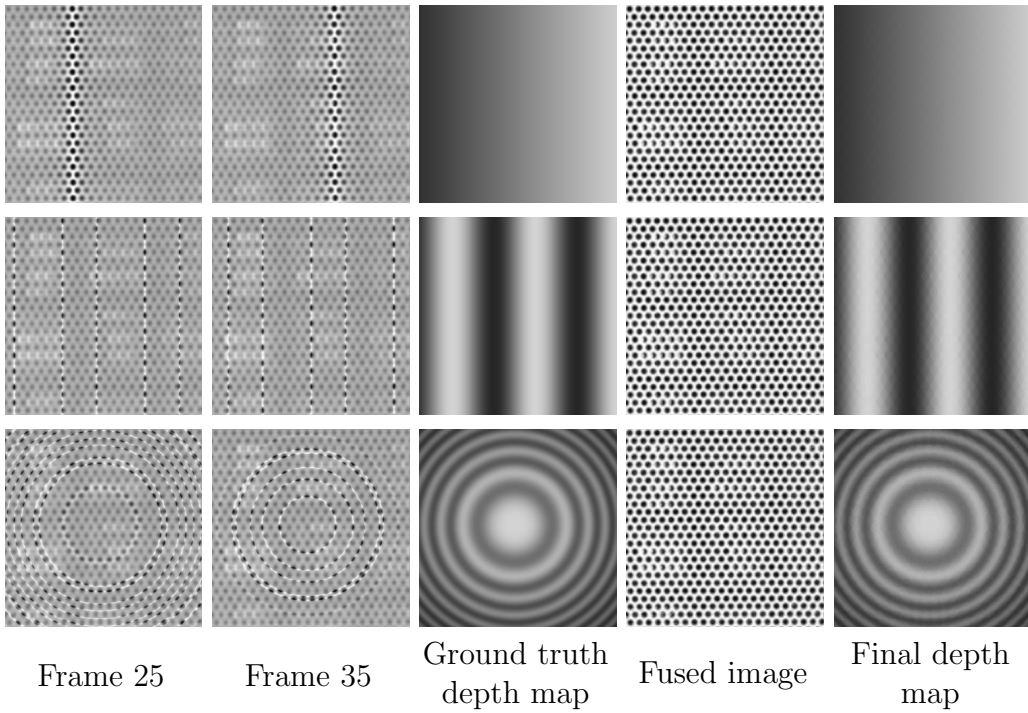 Frame 25
Frame 35
Ground truth
depth map
Fused image
Final depth
map